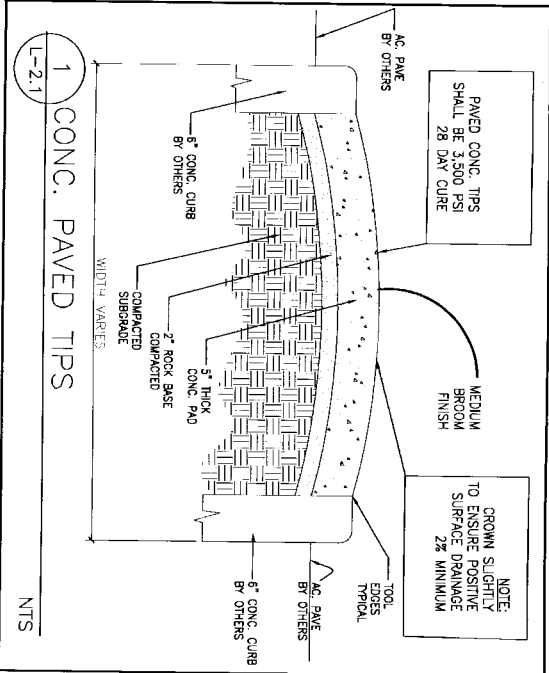 PAVED CONC. TIPS
SHALL BE 3,500 PSI
28 DAY CURE
MEDIUM
BROOM
FINISH
NOTE:
CROWN SLIGHTLY
TO ENSURE POSITIVE
SURFACE DRAINAGE
2% MINIMUM
AC. PAVE
BY OTHERS
TOOL
EDGES
TYPICAL
AC. PAVE
BY OTHERS
6" CONC. CURB
BY OTHERS
5" THICK
CONC. PAD
2" ROCK BASE
COMPACTED
COMPACTED
SUBGRADE
6" CONC. CURB
BY OTHERS
WIDTH VARIES
1
L-2.1
CONC. PAVED TIPS
NTS